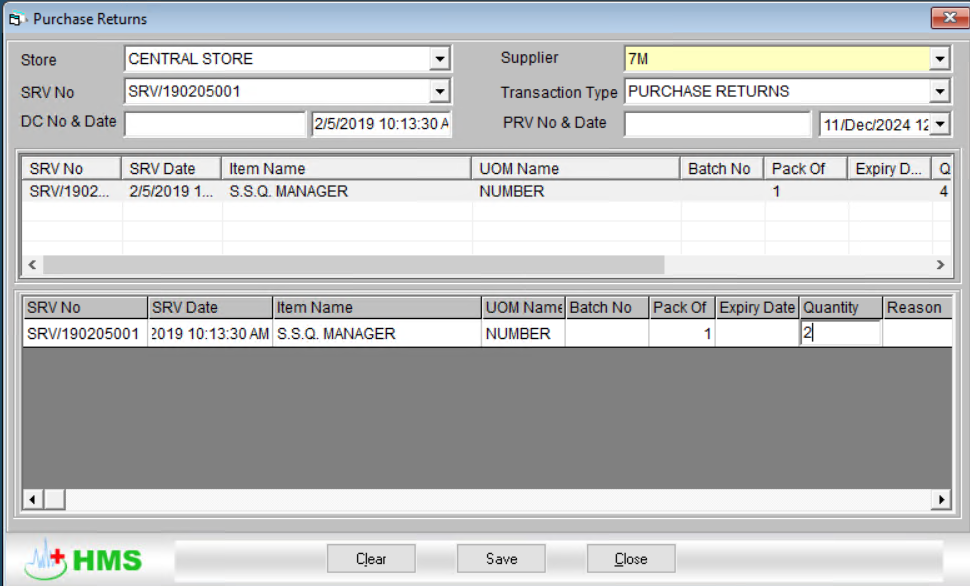 Purchase Returns
Store CENTRAL STORE Supplier 7M
SRV No SRV/190205001 Transaction Type PURCHASE RETURNS
DC No & Date 2/5/2019 10:13:30 A PRV No & Date 11/Dec/2024 12
SRV No SRV Date Item Name UOM Name Batch No Pack Of Expiry D... Q
SRV/1902... 2/5/2019 1... S.S.Q. MANAGER NUMBER 1 4
SRV No SRV Date Item Name UOM Name Batch No Pack Of Expiry Date Quantity Reason
SRV/190205001 2019 10:13:30 AM S.S.Q. MANAGER NUMBER 1 2
HMS Clear Save Close